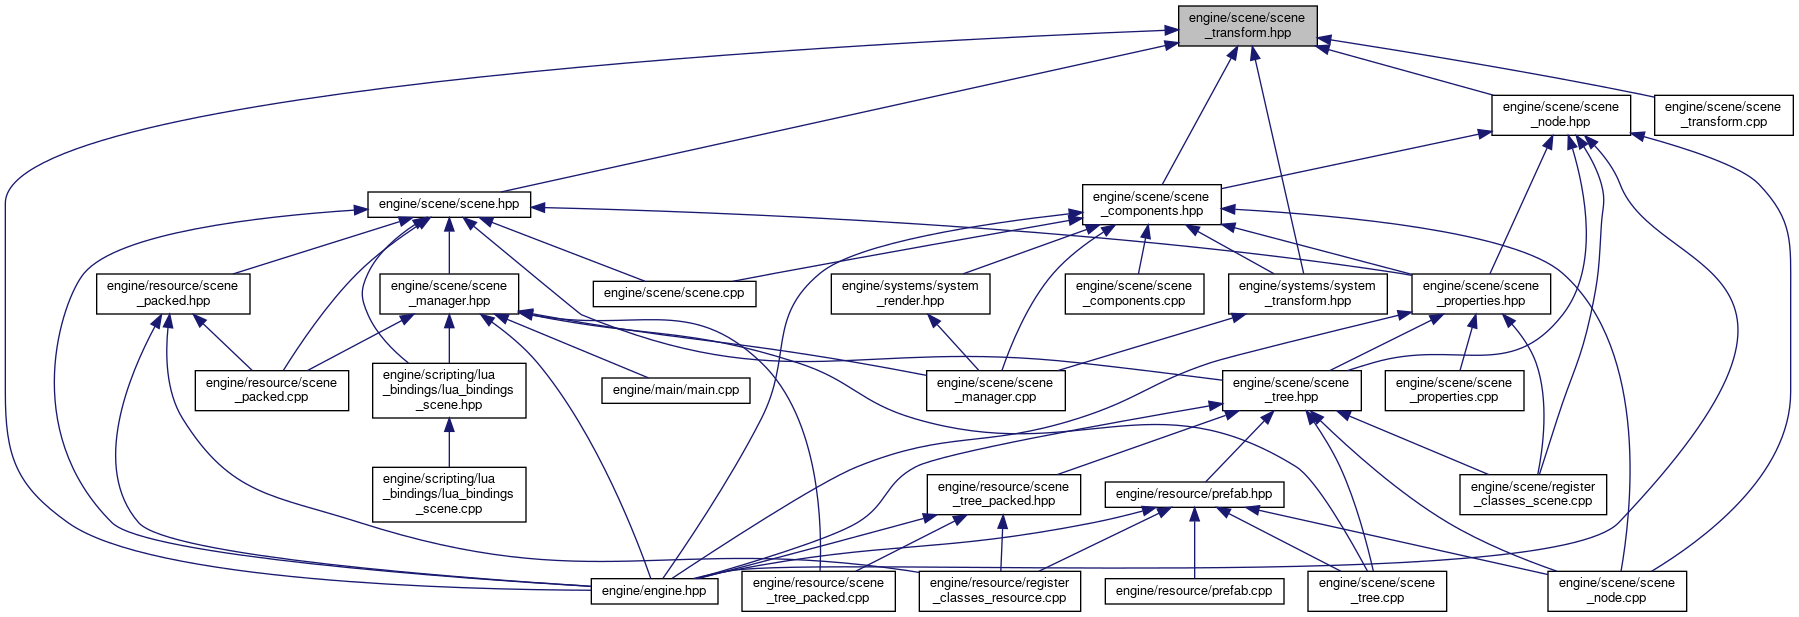 engine/scene/scene
_transform.hpp
engine/scene/scene
_node.hpp
engine/scene/scene
_transform.cpp
engine/scene/scene.hpp
engine/scene/scene
_components.hpp
engine/resource/scene
_packed.hpp
engine/scene/scene
_manager.hpp
engine/scene/scene.cpp
engine/systems/system
_render.hpp
engine/scene/scene
_components.cpp
engine/systems/system
_transform.hpp
engine/scene/scene
_properties.hpp
engine/resource/scene
_packed.cpp
engine/scripting/lua
_bindings/lua_bindings
_scene.hpp
engine/main/main.cpp
engine/scene/scene
_manager.cpp
engine/scene/scene
_tree.hpp
engine/scene/scene
_properties.cpp
engine/scripting/lua
_bindings/lua_bindings
_scene.cpp
engine/resource/scene
_tree_packed.hpp
engine/resource/prefab.hpp
engine/scene/register
_classes_scene.cpp
engine/engine.hpp
engine/resource/scene
_tree_packed.cpp
engine/resource/register
_classes_resource.cpp
engine/resource/prefab.cpp
engine/scene/scene
_tree.cpp
engine/scene/scene
_node.cpp